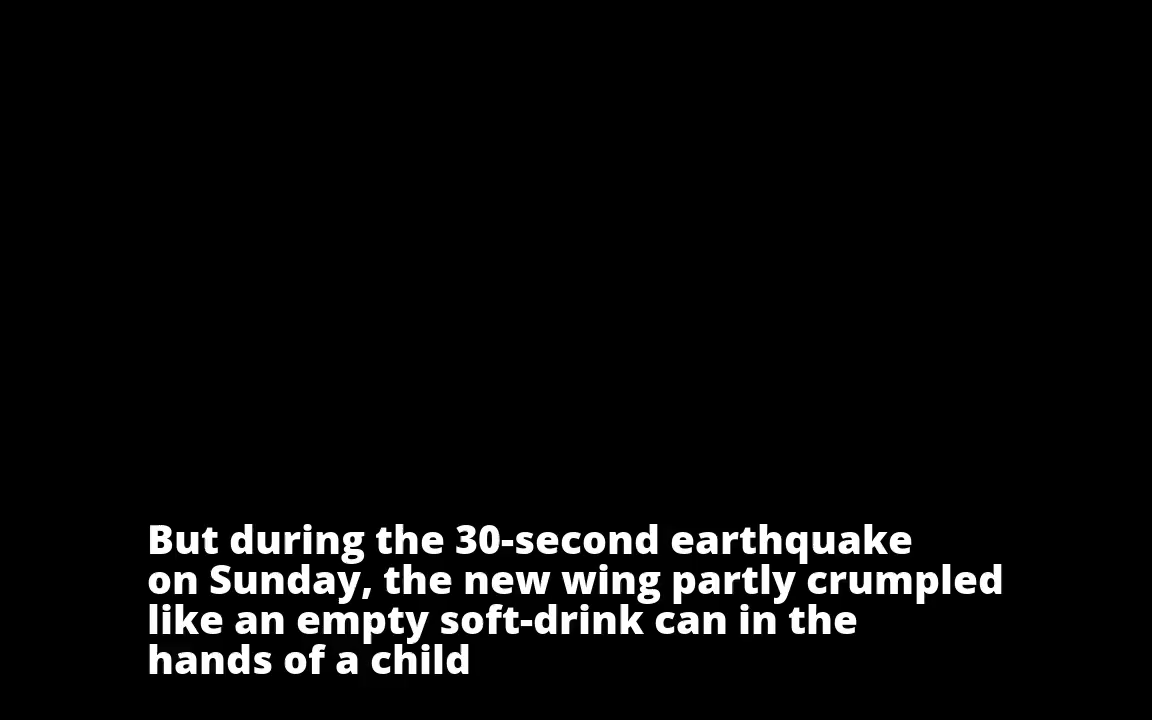 But during the 30-second earthquake
on Sunday, the new wing partly crumpled
like an empty soft-drink can in the
hands of a child